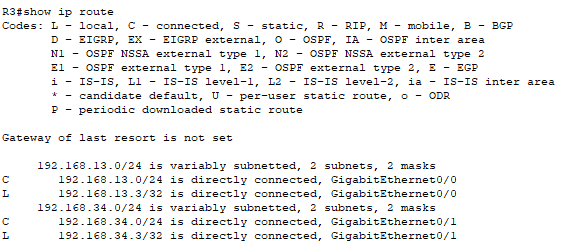 R3#show ip route
Codes: L - local, C - connected, S - static, R - RIP, M - mobile, B - BGP
       D - EIGRP, EX - EIGRP external, O - OSPF, IA - OSPF inter area
       N1 - OSPF NSSA external type 1, N2 - OSPF NSSA external type 2
       E1 - OSPF external type 1, E2 - OSPF external type 2, E - EGP
       i - IS-IS, L1 - IS-IS level-1, L2 - IS-IS level-2, ia - IS-IS inter area
       * - candidate default, U - per-user static route, o - ODR
       P - periodic downloaded static route
Gateway of last resort is not set
     192.168.13.0/24 is variably subnetted, 2 subnets, 2 masks
C       192.168.13.0/24 is directly connected, GigabitEthernet0/0
L       192.168.13.3/32 is directly connected, GigabitEthernet0/0
     192.168.34.0/24 is variably subnetted, 2 subnets, 2 masks
C       192.168.34.0/24 is directly connected, GigabitEthernet0/1
L       192.168.34.3/32 is directly connected, GigabitEthernet0/1